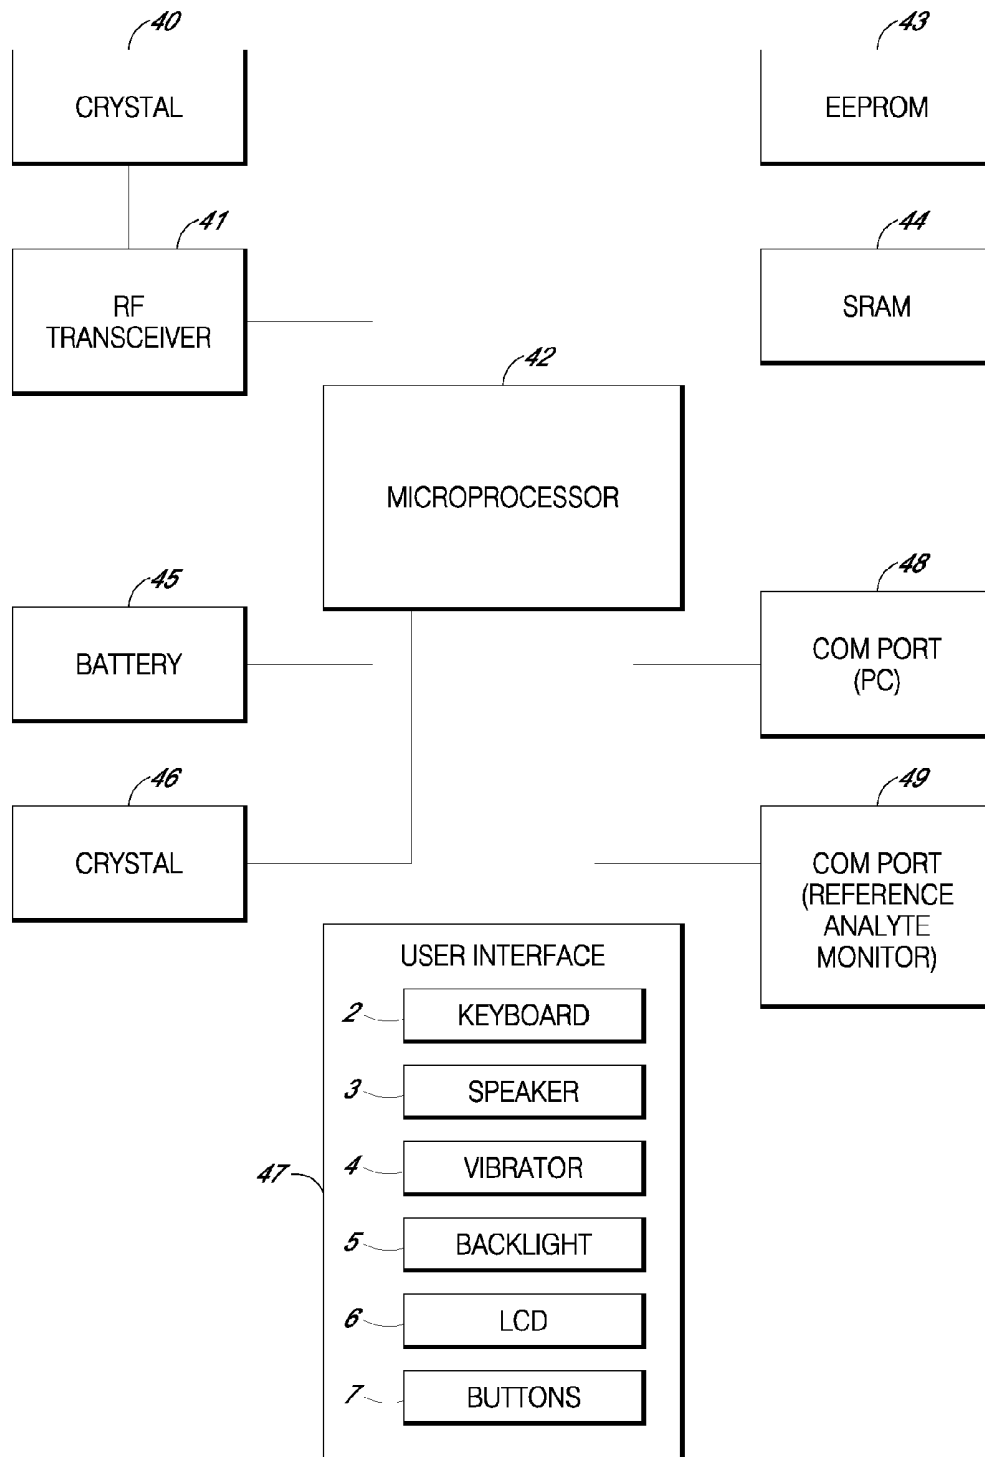 40
CRYSTAL
43
EEPROM
41
RF
TRANSCEIVER
44
SRAM
42
MICROPROCESSOR
45
BATTERY
48
COM PORT
(PC)
46
CRYSTAL
49
COM PORT
(REFERENCE
ANALYTE
MONITOR)
47
USER INTERFACE
2
KEYBOARD
3
SPEAKER
4
VIBRATOR
5
BACKLIGHT
6
LCD
7
BUTTONS